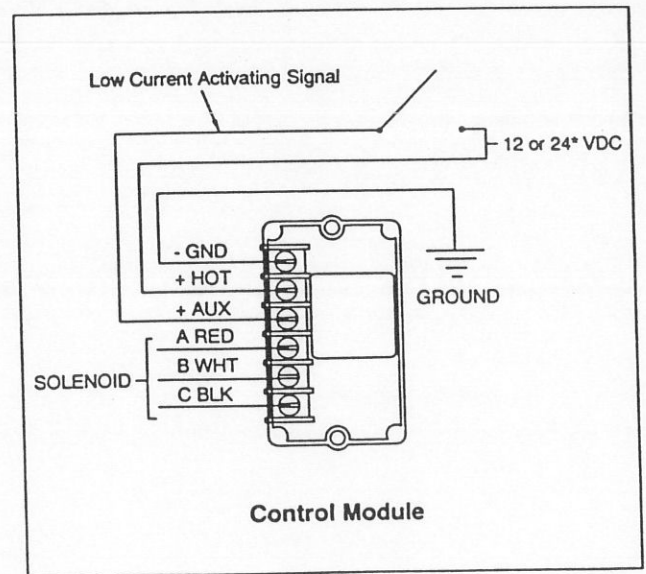 Low Current Activating Signal
12 or 24* VDC
- GND
+ HOT
+ AUX
GROUND
A RED
B WHT
SOLENOID
C BLK
Control Module